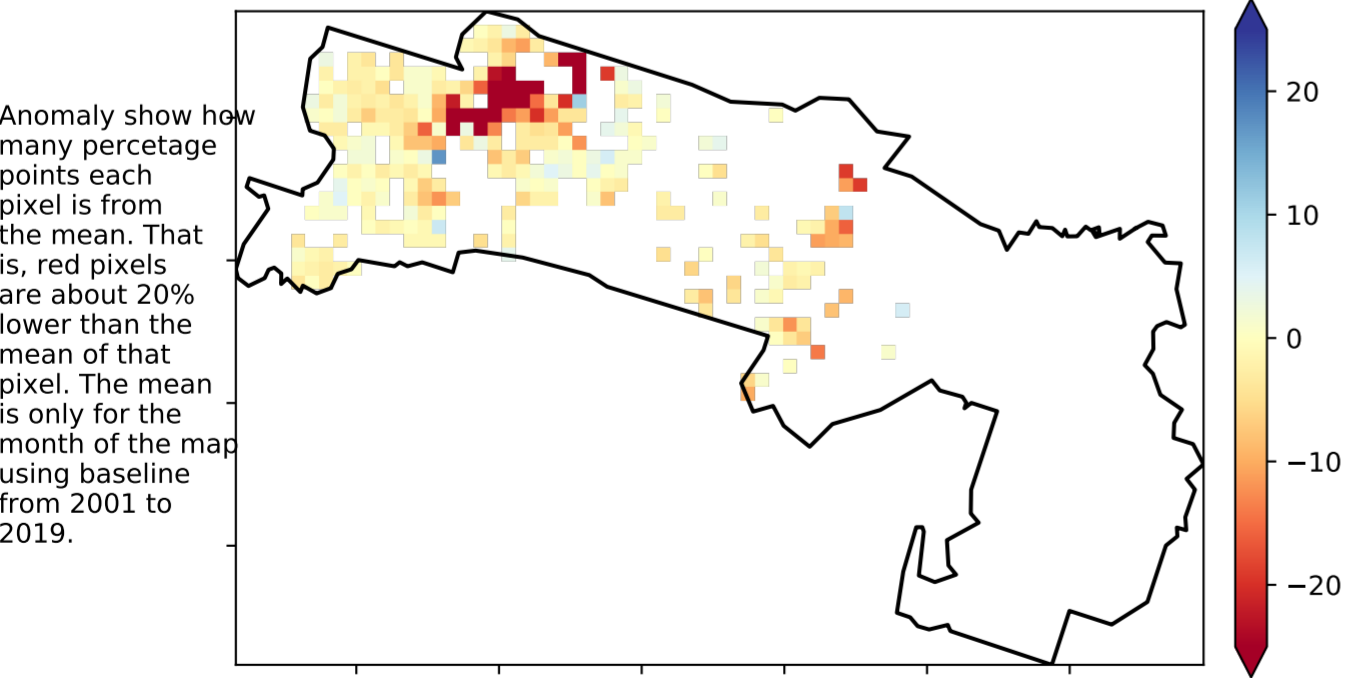 Anomaly show how
many percetage
points each
pixel is from
the mean. That
is, red pixels
are about 20%
lower than the
mean of that
pixel. The mean
is only for the
month of the map
using baseline
from 2001 to
2019.
20
10
0
−10
−20